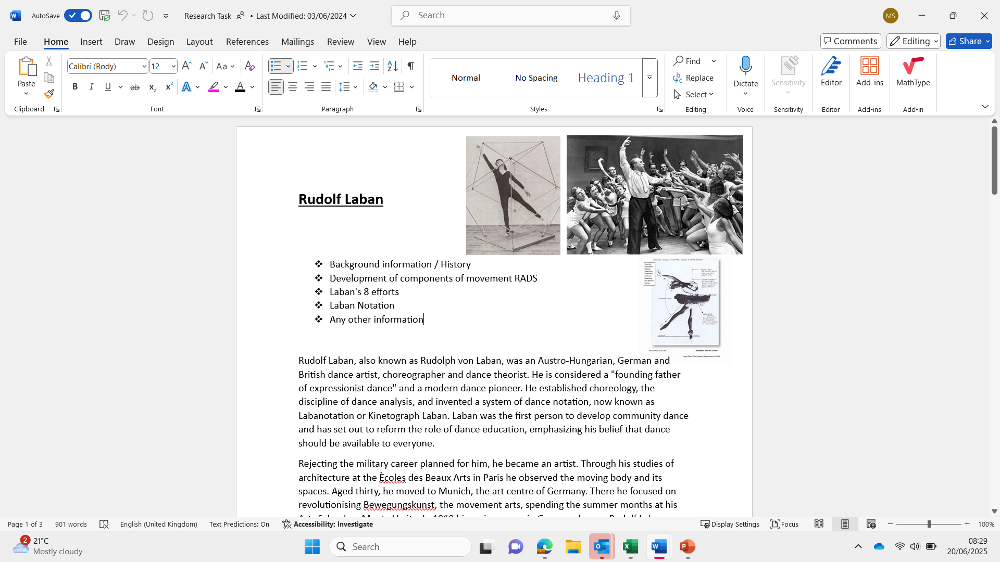 AutoSave
Research Task • Last Modified: 03/06/2024
Search
MS
File Home Insert Draw Design Layout References Mailings Review View Help
Comments Editing Share
Paste
Clipboard
Calibri (Body) 12
Font
Paragraph
Normal No Spacing Heading 1
Styles
Find
Replace
Select
Editing
Dictate
Voice
Sensitivity
Sensitivity
Editor
Editor
Add-ins
Add-ins
MathType
Add-in
Rudolf Laban
❖ Background information / History
❖ Development of components of movement RADS
❖ Laban's 8 efforts
❖ Laban Notation
❖ Any other information
Rudolf Laban, also known as Rudolph von Laban, was an Austro-Hungarian, German and
British dance artist, choreographer and dance theorist. He is considered a "founding father
of expressionist dance" and a modern dance pioneer. He established choreology, the
discipline of dance analysis, and invented a system of dance notation, now known as
Labanotation or Kinetograph Laban. Laban was the first person to develop community dance
and has set out to reform the role of dance education, emphasizing his belief that dance
should be available to everyone.
Rejecting the military career planned for him, he became an artist. Through his studies of
architecture at the Ècoles des Beaux Arts in Paris he observed the moving body and its
spaces. Aged thirty, he moved to Munich, the art centre of Germany. There he focused on
revolutionising Bewegungskunst, the movement arts, spending the summer months at his
Page 1 of 3 901 words English (United Kingdom) Text Predictions: On Accessibility: Investigate
Display Settings Focus 100%
2
21°C
Mostly cloudy
Search
08:29
20/06/2025